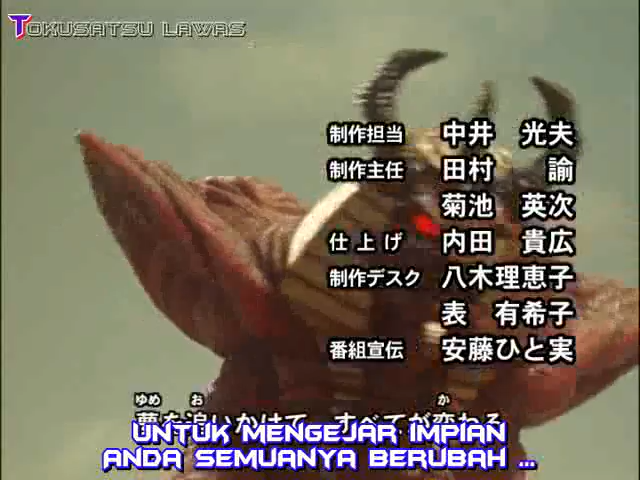 TOKUSATSU LAWAS
制作担当 中井 光夫
制作主任 田村 諭
菊池 英次
仕上げ 内田 貴広
制作デスク 八木理恵子
表 有希子
番組宣伝 安藤ひと実
ゆめ お か
夢を追いかけて すべてが変わる
UNTUK MENGEJAR IMPIAN
ANDA SEMUANYA BERUBAH ...